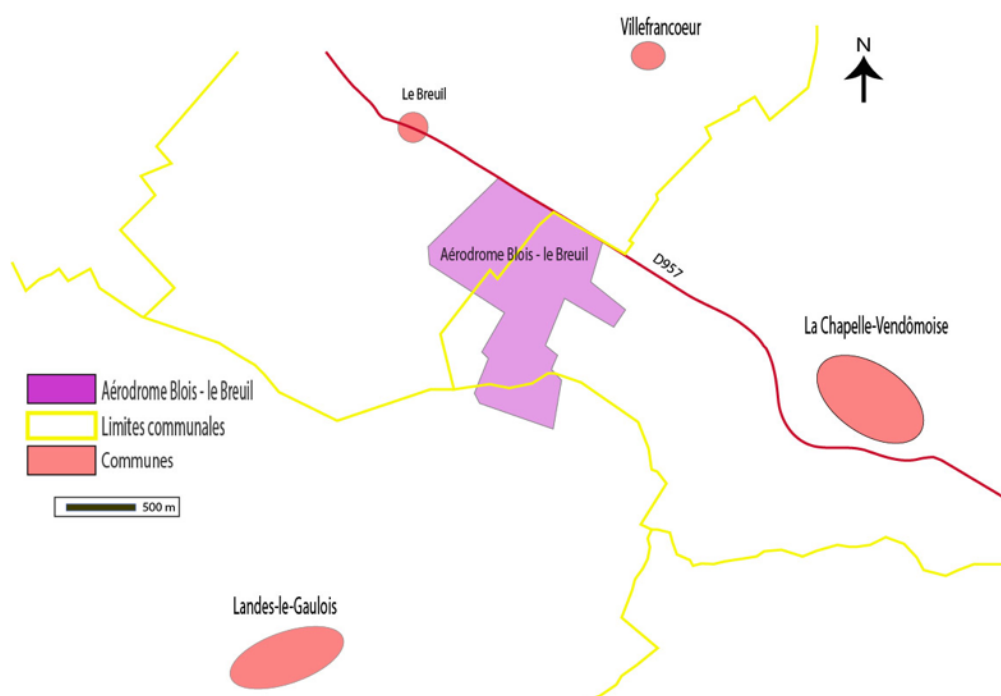 Villefrancoeur
N
Le Breuil
Aérodrome Blois - le Breuil
D957
La Chapelle-Vendômoise
Aérodrome Blois - le Breuil
Limites communales
Communes
500 m
Landes-le-Gaulois